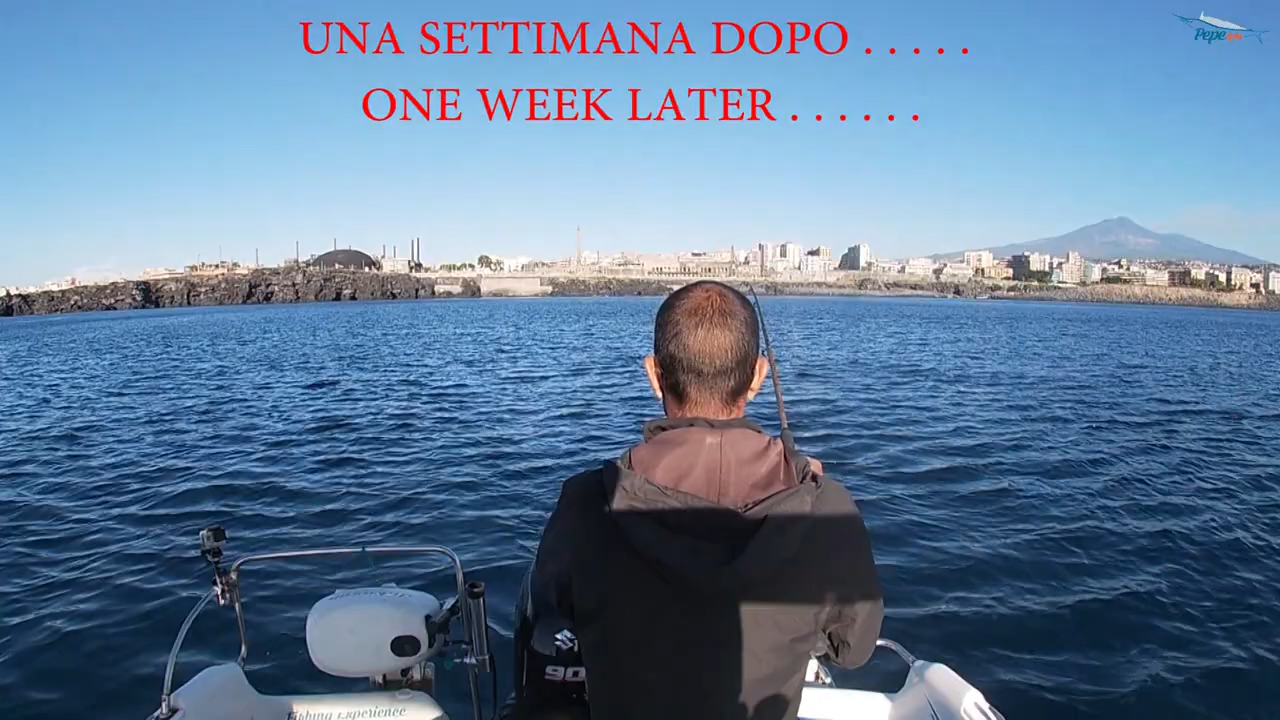 UNA SETTIMANA DOPO . . . . .
ONE WEEK LATER . . . . . .
Pepe
90
Fishing Experience